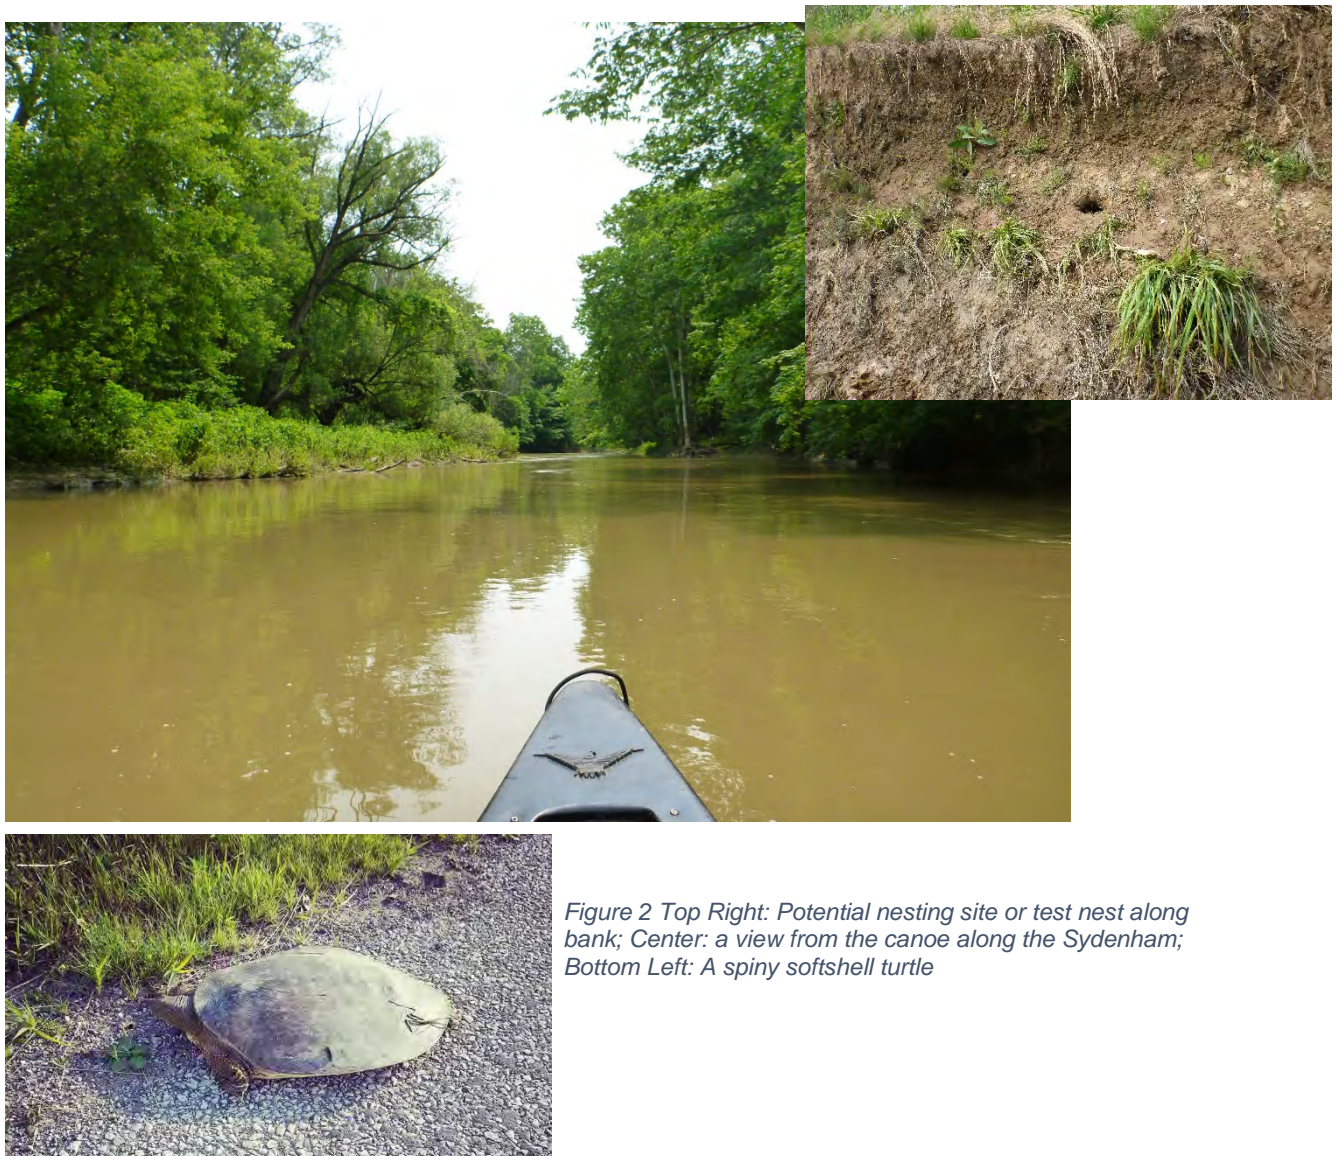 Figure 2 Top Right: Potential nesting site or test nest along
bank; Center: a view from the canoe along the Sydenham;
Bottom Left: A spiny softshell turtle